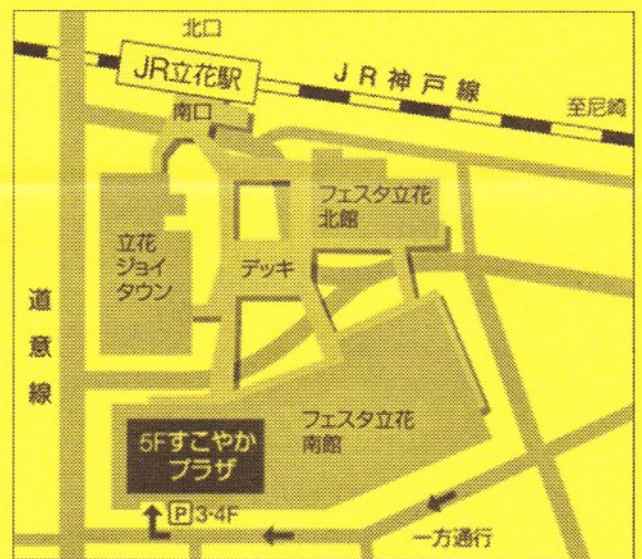 北口
JR立花駅
JR神戸線
南口
至尼崎
フェスタ立花
北館
立花
ジョイ
タウン
デッキ
道意線
フェスタ立花
南館
5Fすこやか
プラザ
P3・4F
一方通行